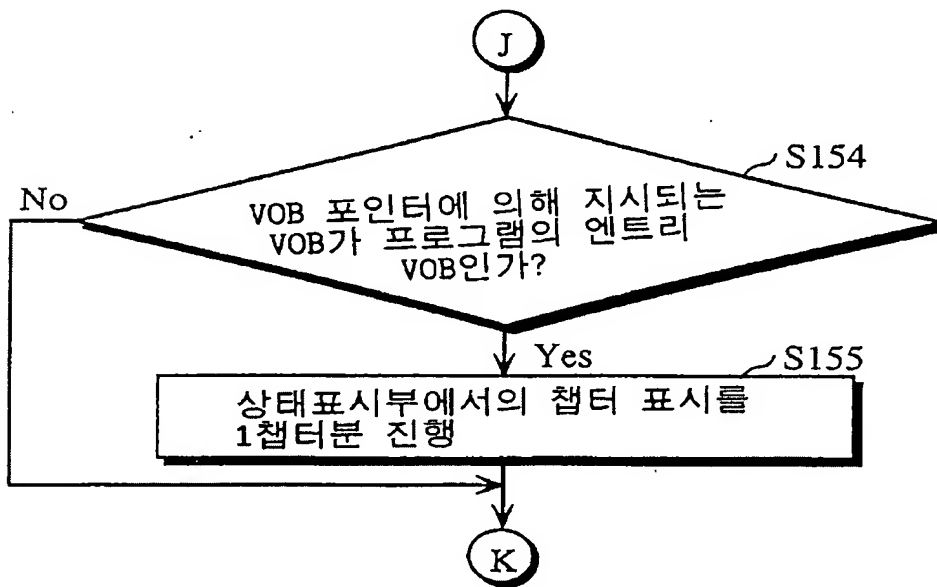 J
S154
No
VOB 포인터에 의해 지시되는
VOB가 프로그램의 엔트리
VOB인가?
Yes
S155
상태표시부에서의 챕터 표시를
1챕터분 진행
K